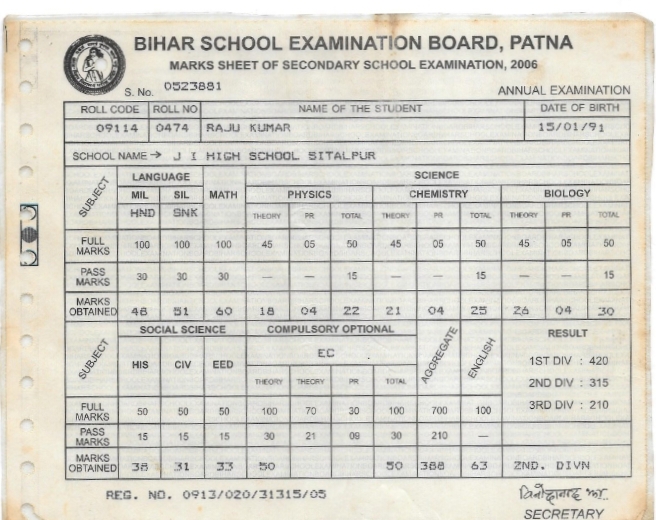 BIHAR SCHOOL EXAMINATION BOARD, PATNA
MARKS SHEET OF SECONDARY SCHOOL EXAMINATION, 2006
S. No. 0523881 ANNUAL EXAMINATION
ROLL CODE ROLL NO NAME OF THE STUDENT DATE OF BIRTH
09114 0474 RAJU KUMAR 15/01/91
SCHOOL NAME → J I HIGH SCHOOL SITALPUR
SUBJECT LANGUAGE MATH SCIENCE
MIL SIL PHYSICS CHEMISTRY BIOLOGY
HND SNK THEORY PR TOTAL THEORY PR TOTAL THEORY PR TOTAL
FULL MARKS 100 100 100 45 05 50 45 05 50 45 05 50
PASS MARKS 30 30 30 — — 15 — — 15 — — 15
MARKS OBTAINED 48 51 60 18 04 22 21 04 25 26 04 30
SUBJECT SOCIAL SCIENCE COMPULSORY OPTIONAL AGGREGATE ENGLISH RESULT
HIS CIV EED EC 1ST DIV : 420
2ND DIV : 315
THEORY THEORY PR TOTAL
3RD DIV : 210
FULL MARKS 50 50 50 100 70 30 100 700 100
PASS MARKS 15 15 15 30 21 09 30 210 —
MARKS OBTAINED 38 31 33 50 50 388 63 2ND. DIVN
REG. NO. 0913/020/31315/05
SECRETARY